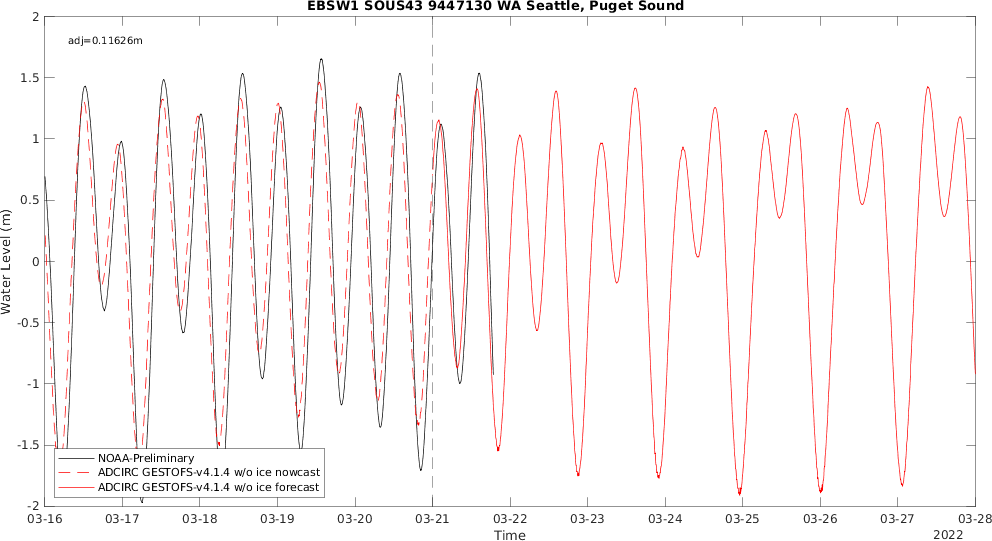 EBSW1 SOUS43 9447130 WA Seattle, Puget Sound
adj=0.11626m
Water Level (m)
2
1.5
1
0.5
0
-0.5
-1
-1.5
-2
NOAA-Preliminary
ADCIRC GESTOFS-v4.1.4 w/o ice nowcast
ADCIRC GESTOFS-v4.1.4 w/o ice forecast
03-16 03-17 03-18 03-19 03-20 03-21 03-22 03-23 03-24 03-25 03-26 03-27 03-28
Time
2022